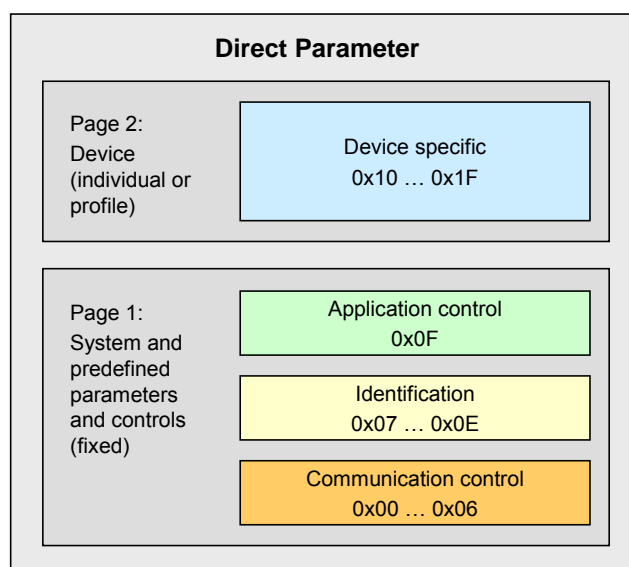 Direct Parameter
Page 2:
Device
(individual or
profile)
Device specific
0x10 … 0x1F
Page 1:
System and
predefined
parameters
and controls
(fixed)
Application control
0x0F
Identification
0x07 … 0x0E
Communication control
0x00 … 0x06